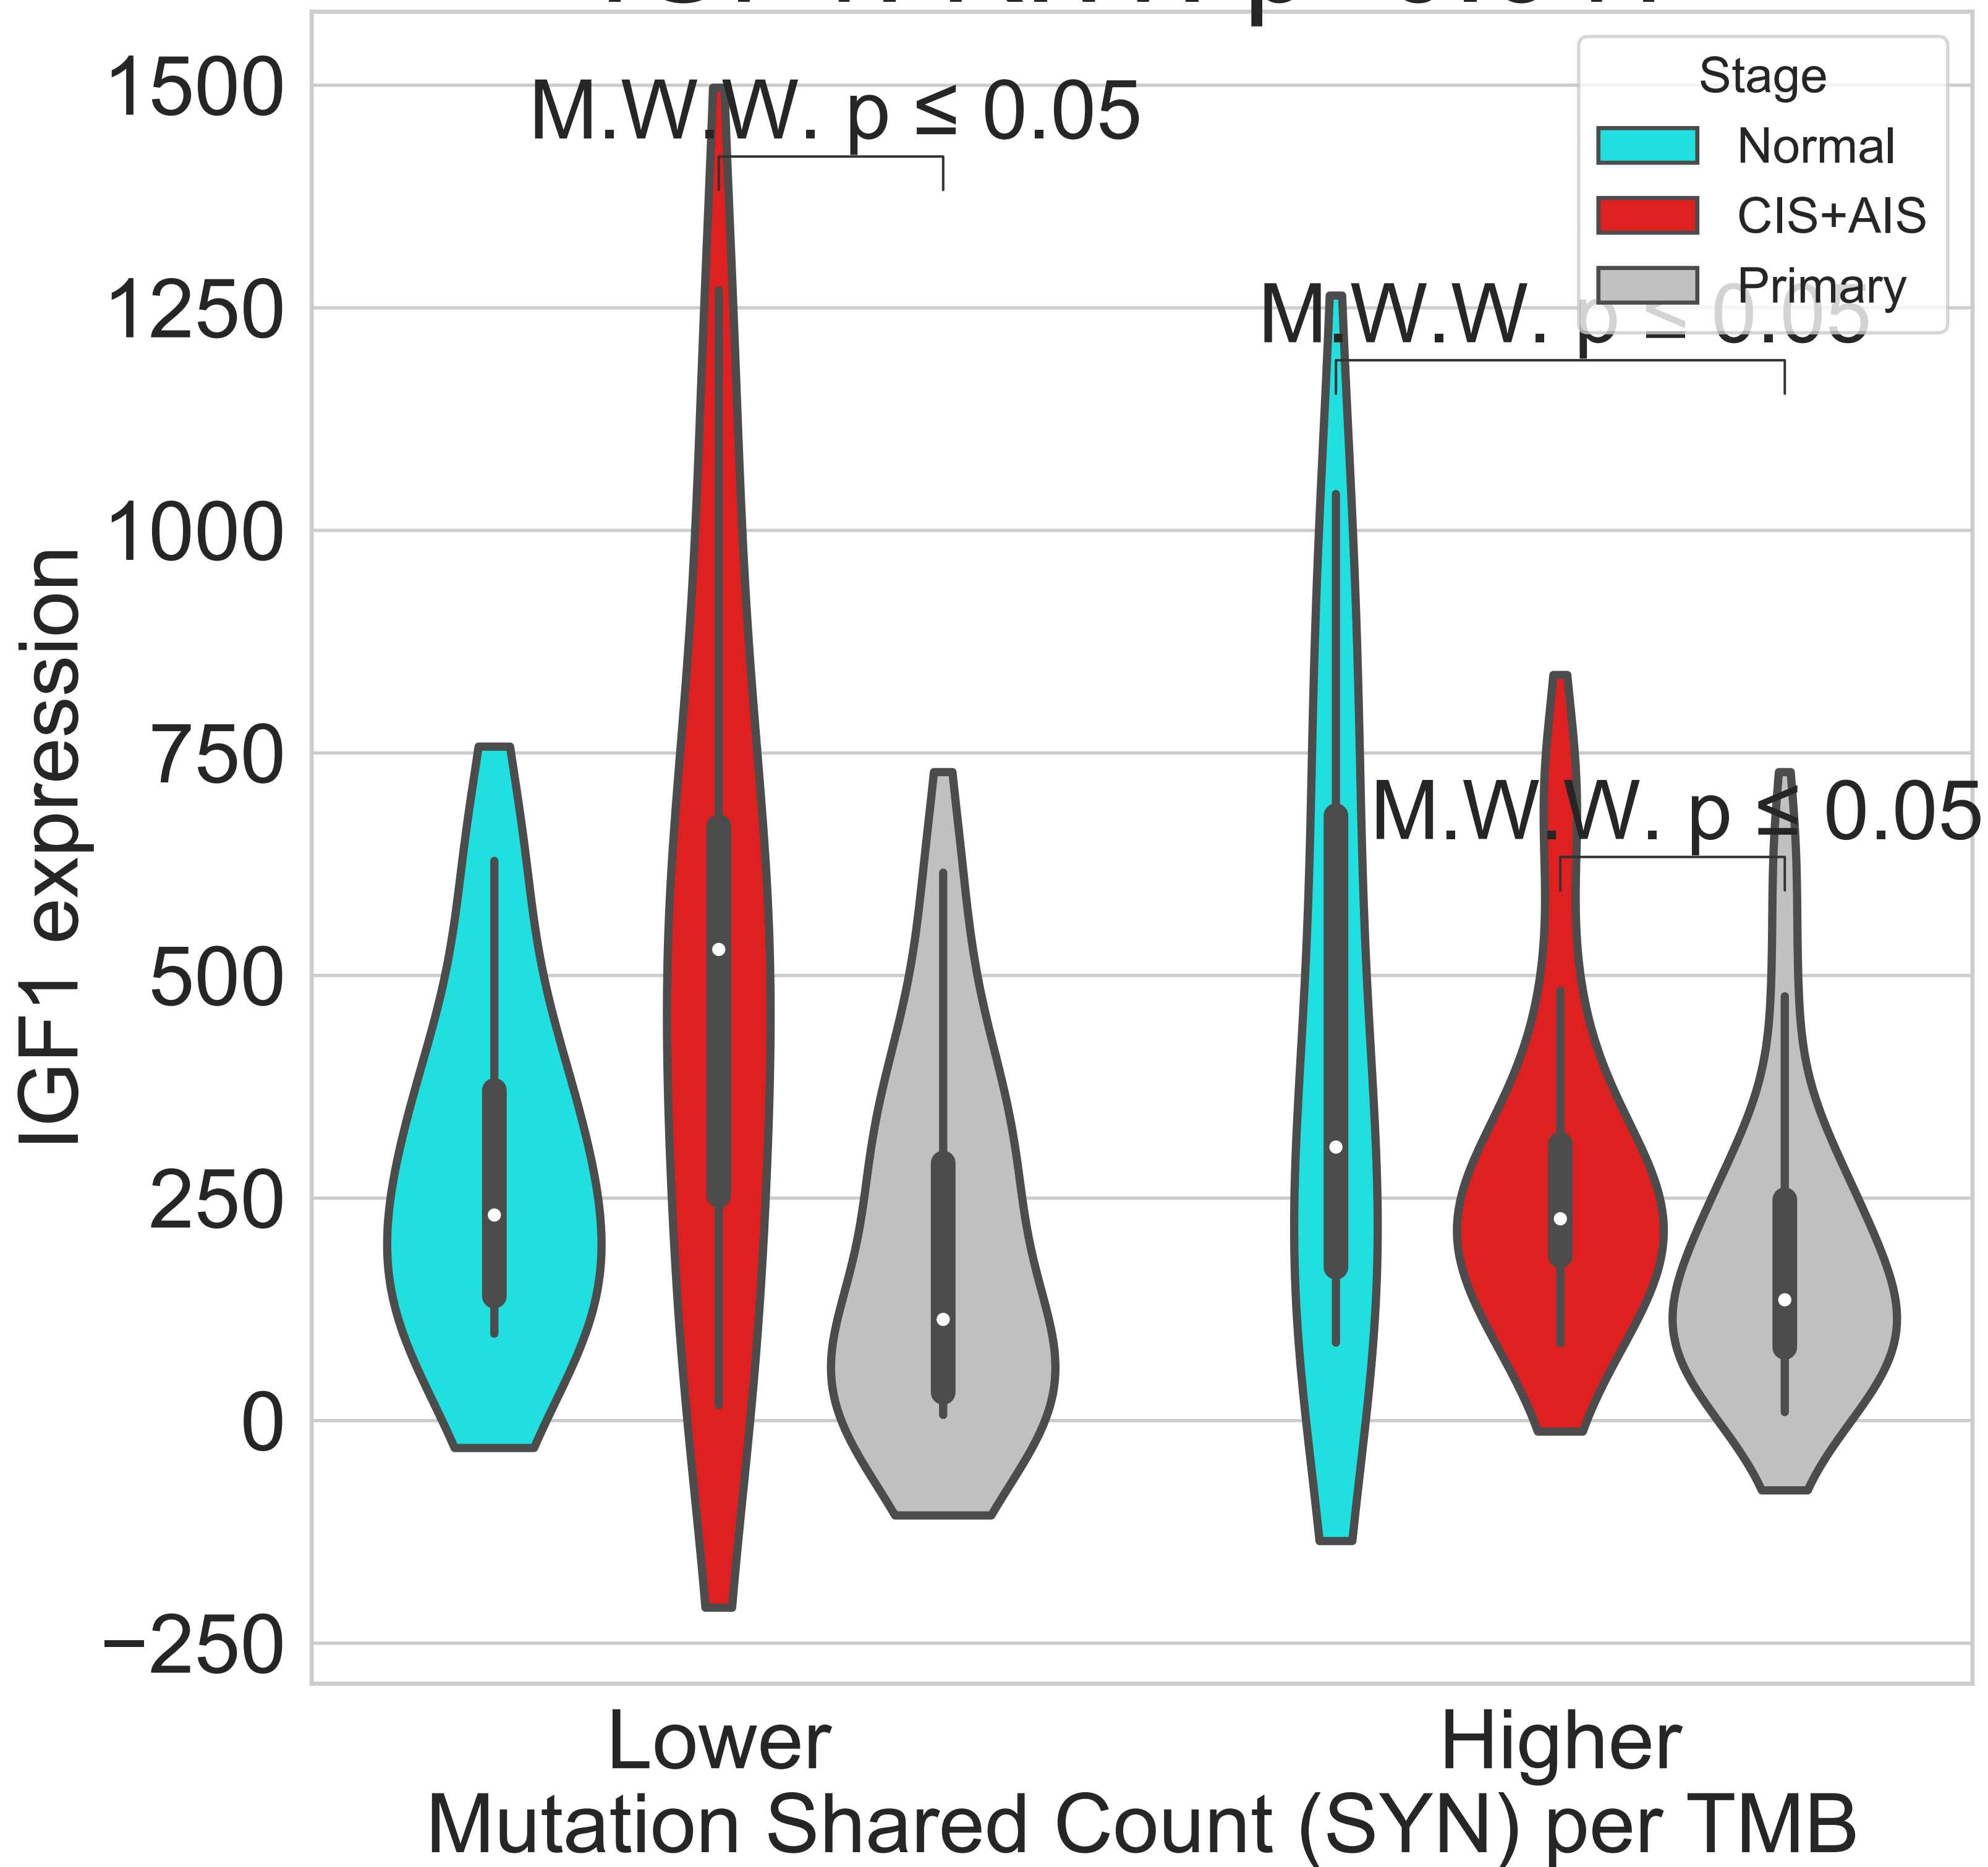 1500
1250
1000
750
500
250
0
−250
IGF1 expression
M.W.W. p ≤ 0.05
M.W.W. p ≤ 0.05
M.W.W. p ≤ 0.05
Stage
Normal
CIS+AIS
Primary
Lower
Higher
Mutation Shared Count (SYN) per TMB